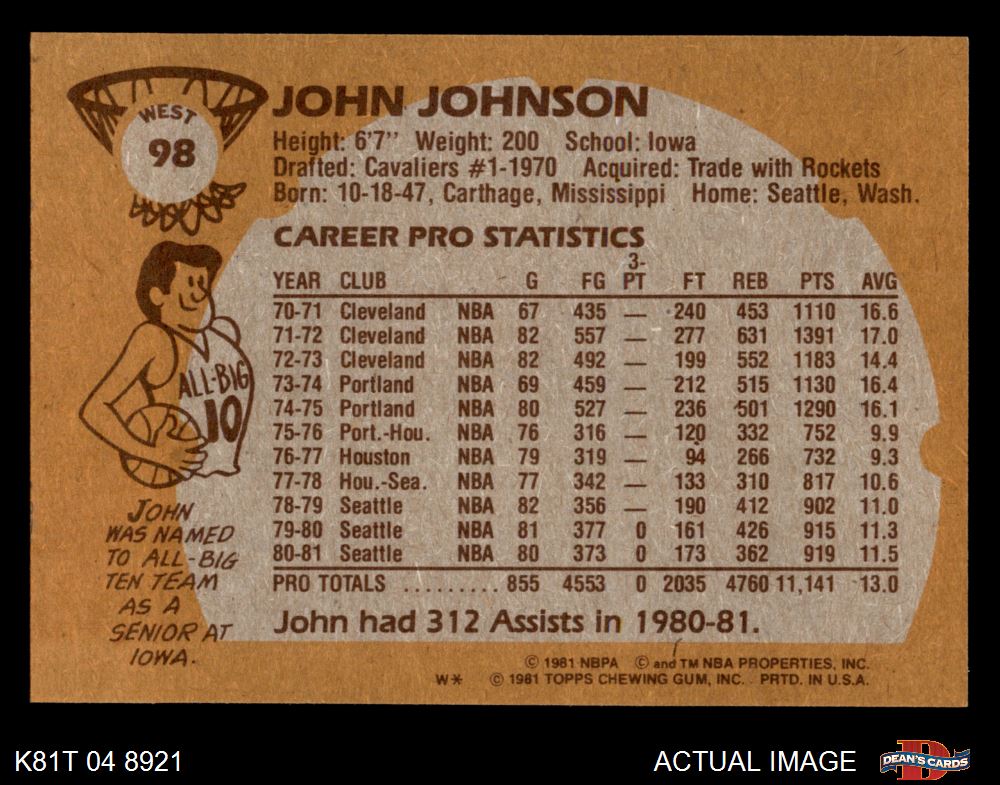 WEST
98
JOHN JOHNSON
Height: 6'7" Weight: 200 School: Iowa
Drafted: Cavaliers #1-1970 Acquired: Trade with Rockets
Born: 10-18-47, Carthage, Mississippi Home: Seattle, Wash.
CAREER PRO STATISTICS
YEAR CLUB G FG 3-PT FT REB PTS AVG
70-71 Cleveland NBA 67 435 — 240 453 1110 16.6
71-72 Cleveland NBA 82 557 — 277 631 1391 17.0
72-73 Cleveland NBA 82 492 — 199 552 1183 14.4
73-74 Portland NBA 69 459 — 212 515 1130 16.4
74-75 Portland NBA 80 527 — 236 501 1290 16.1
75-76 Port.-Hou. NBA 76 316 — 120 332 752 9.9
76-77 Houston NBA 79 319 — 94 266 732 9.3
77-78 Hou.-Sea. NBA 77 342 — 133 310 817 10.6
78-79 Seattle NBA 82 356 — 190 412 902 11.0
79-80 Seattle NBA 81 377 0 161 426 915 11.3
80-81 Seattle NBA 80 373 0 173 362 919 11.5
PRO TOTALS ......... 855 4553 0 2035 4760 11,141 13.0
John had 312 Assists in 1980-81.
ALL-BIG
10
JOHN
WAS NAMED
TO ALL-BIG
TEN TEAM
AS A
SENIOR AT
IOWA.
© 1981 NBPA © and TM NBA PROPERTIES, INC.
W* © 1981 TOPPS CHEWING GUM, INC. PRTD. IN U.S.A.
K81T 04 8921
ACTUAL IMAGE
D
DEAN'S CARDS